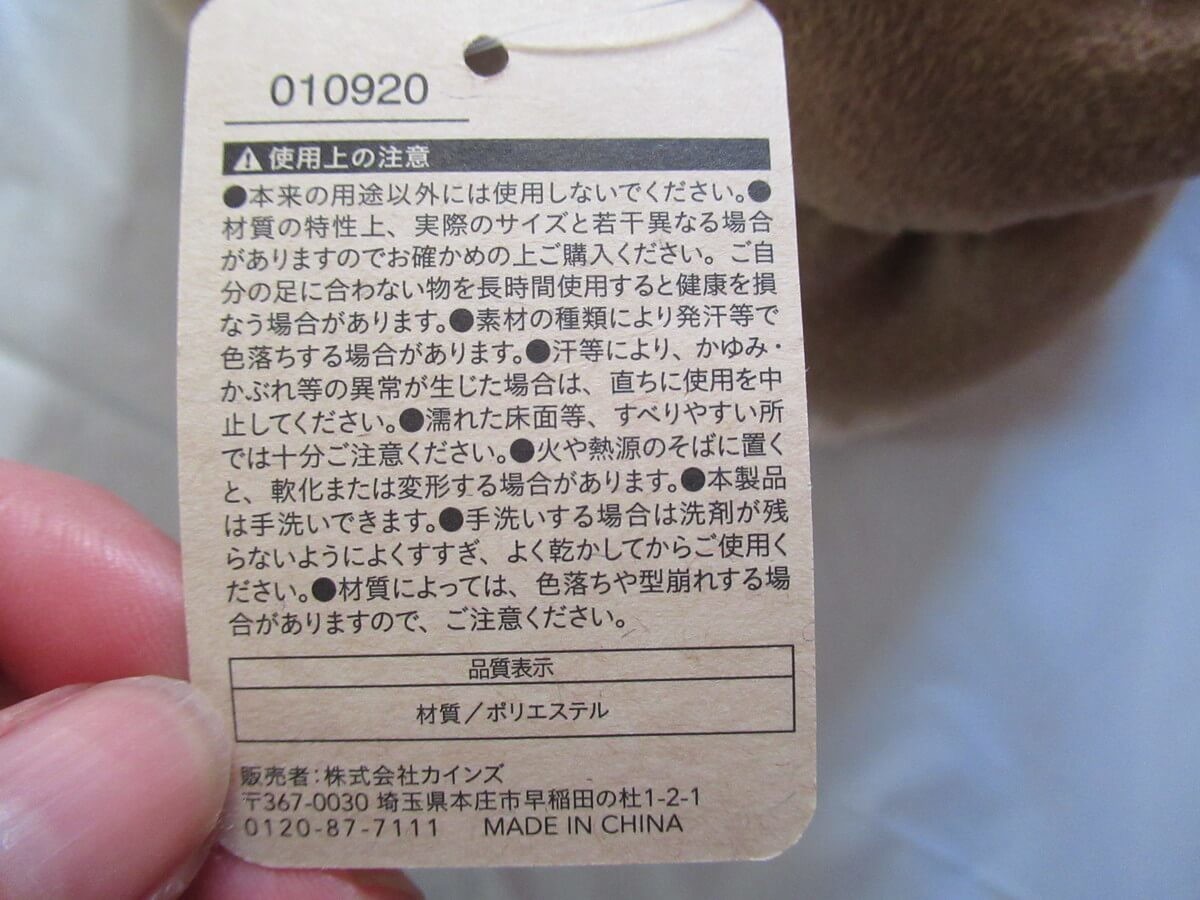 010920
⚠使用上の注意
●本来の用途以外には使用しないでください。●
材質の特性上、実際のサイズと若干異なる場合
がありますのでお確かめの上ご購入ください。ご自
分の足に合わない物を長時間使用すると健康を損
なう場合があります。●素材の種類により発汗等で
色落ちする場合があります。●汗等により、かゆみ・
かぶれ等の異常が生じた場合は、直ちに使用を中
止してください。●濡れた床面等、すべりやすい所
では十分ご注意ください。●火や熱源のそばに置く
と、軟化または変形する場合があります。●本製品
は手洗いできます。●手洗いする場合は洗剤が残
らないようによくすすぎ、よく乾かしてからご使用く
ださい。●材質によっては、色落ちや型崩れする場
合がありますので、ご注意ください。
品質表示
材質／ポリエステル
販売者:株式会社カインズ
〒367-0030 埼玉県本庄市早稲田の杜1-2-1
0120-87-7111 MADE IN CHINA